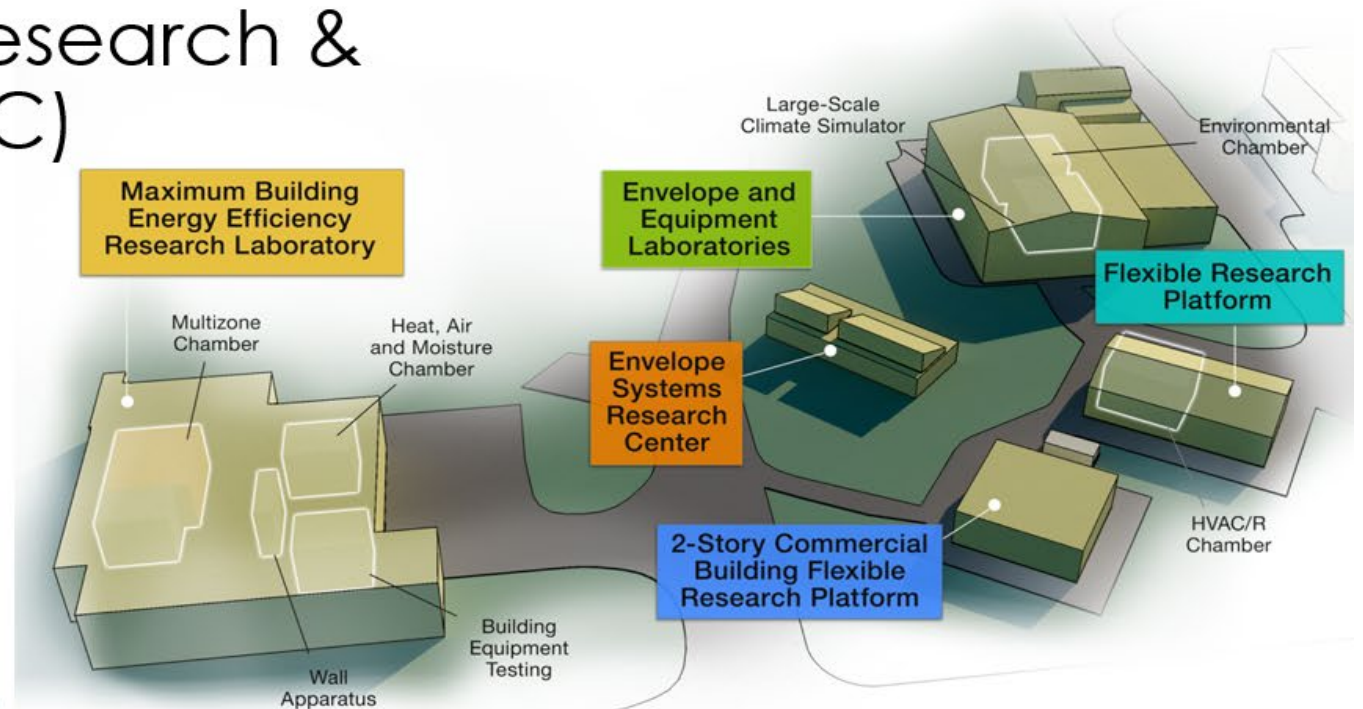 esearch &
C)
Large-Scale
Climate Simulator
Environmental
Chamber
Maximum Building
Energy Efficiency
Research Laboratory
Envelope and
Equipment
Laboratories
Flexible Research
Platform
Multizone
Chamber
Heat, Air
and Moisture
Chamber
Envelope
Systems
Research
Center
HVAC/R
Chamber
2-Story Commercial
Building Flexible
Research Platform
Building
Equipment
Testing
Wall
Apparatus